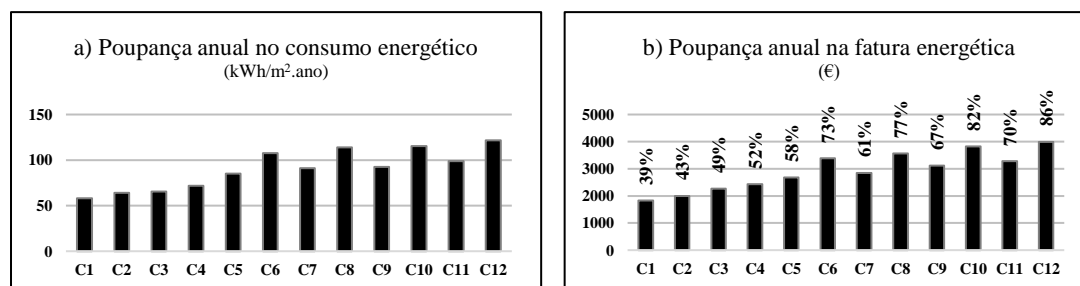 a) Poupança anual no consumo energético
(kWh/m².ano)
150
100
50
0
C1 C2 C3 C4 C5 C6 C7 C8 C9 C10 C11 C12
b) Poupança anual na fatura energética
(€)
39% 43% 49% 52% 58% 73% 61% 77% 67% 82% 70% 86%
5000
4000
3000
2000
1000
0
C1 C2 C3 C4 C5 C6 C7 C8 C9 C10 C11 C12